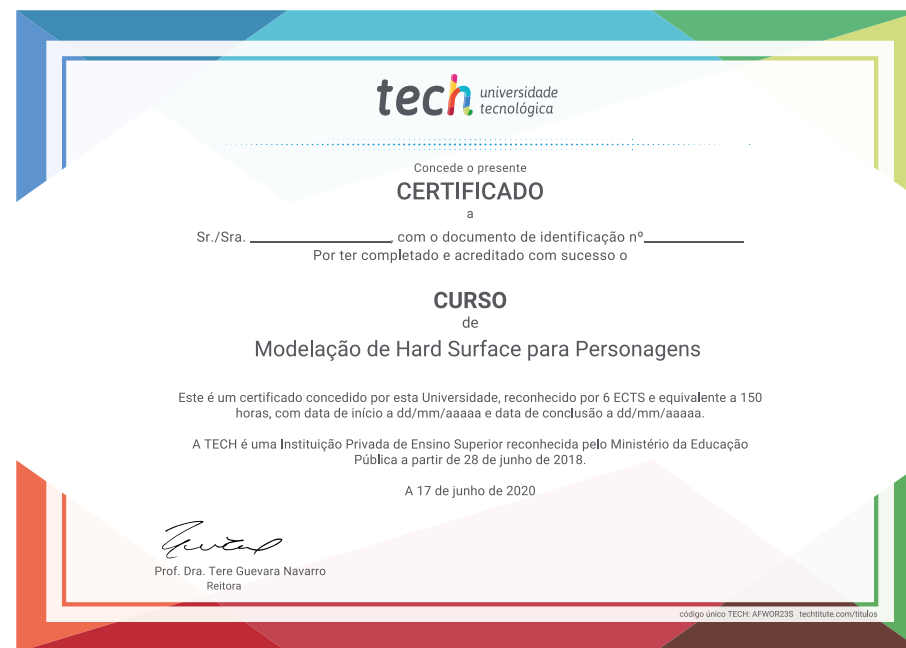 tech universidade
tecnológica
Concede o presente
CERTIFICADO
a
Sr./Sra. , com o documento de identificação nº
Por ter completado e acreditado com sucesso o
CURSO
de
Modelação de Hard Surface para Personagens
Este é um certificado concedido por esta Universidade, reconhecido por 6 ECTS e equivalente a 150
horas, com data de início a dd/mm/aaaaa e data de conclusão a dd/mm/aaaaa.
A TECH é uma Instituição Privada de Ensino Superior reconhecida pelo Ministério da Educação
Pública a partir de 28 de junho de 2018.
A 17 de junho de 2020
Prof. Dra. Tere Guevara Navarro
Reitora
código único TECH: AFWOR23S techtitute.com/titulos